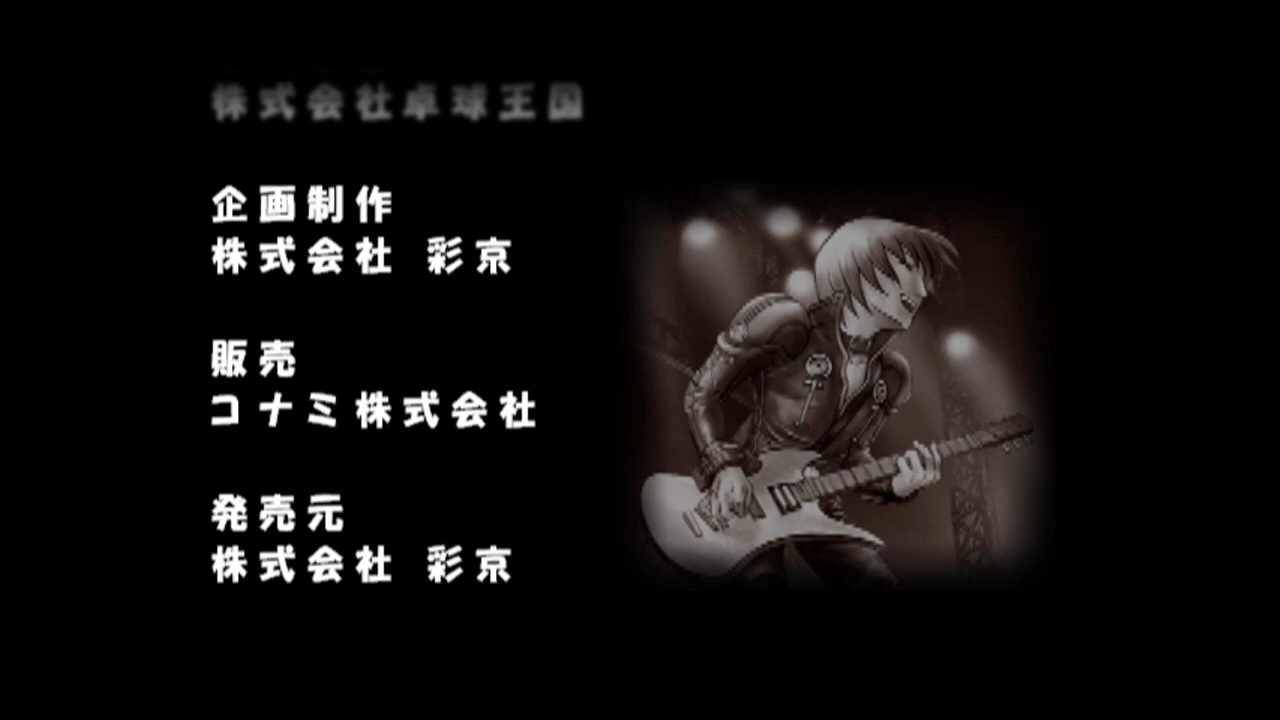 株式会社卓球王国
企画制作
株式会社 彩京
販売
コナミ株式会社
発売元
株式会社 彩京